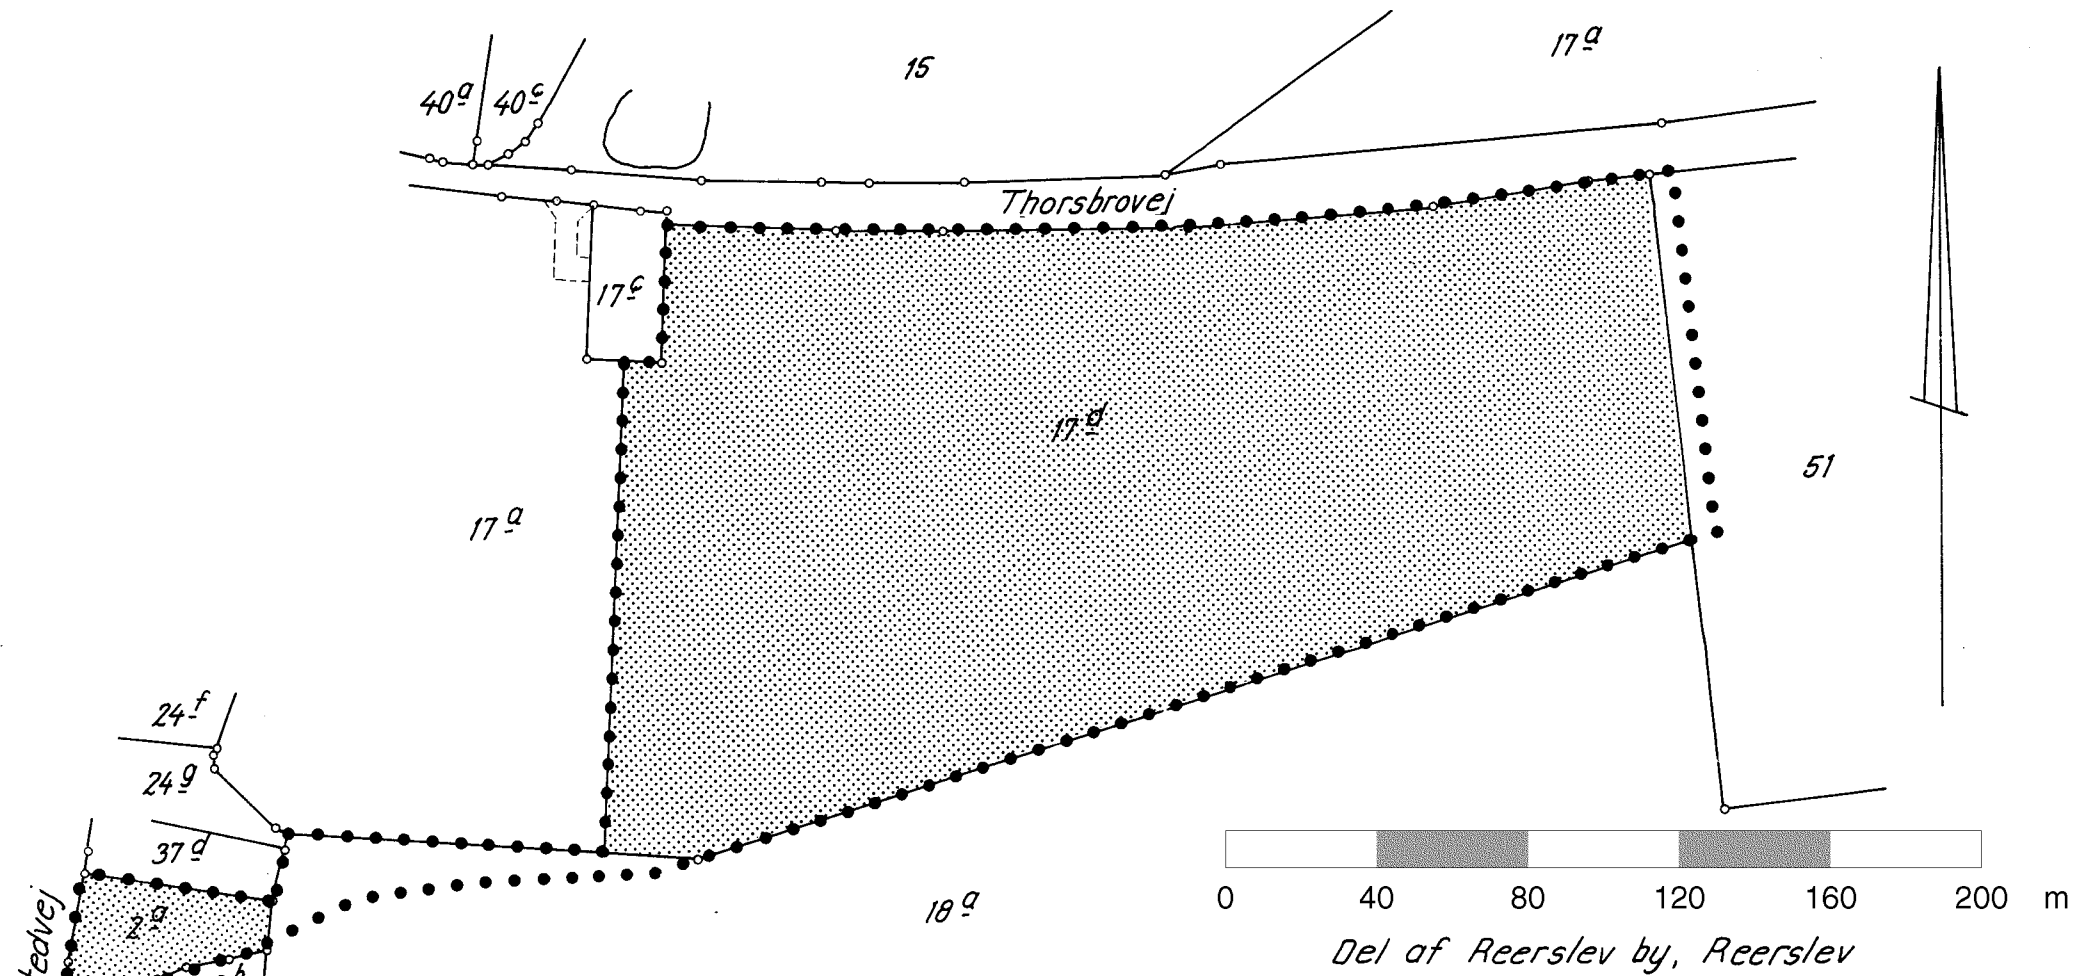 15
17ª
40ª 40c
Thorsbrovej
17c
17d
51
17ª
24f
24g
37d
2ª
18ª
0 40 80 120 160 200 m
Del af Reerslev by, Reerslev